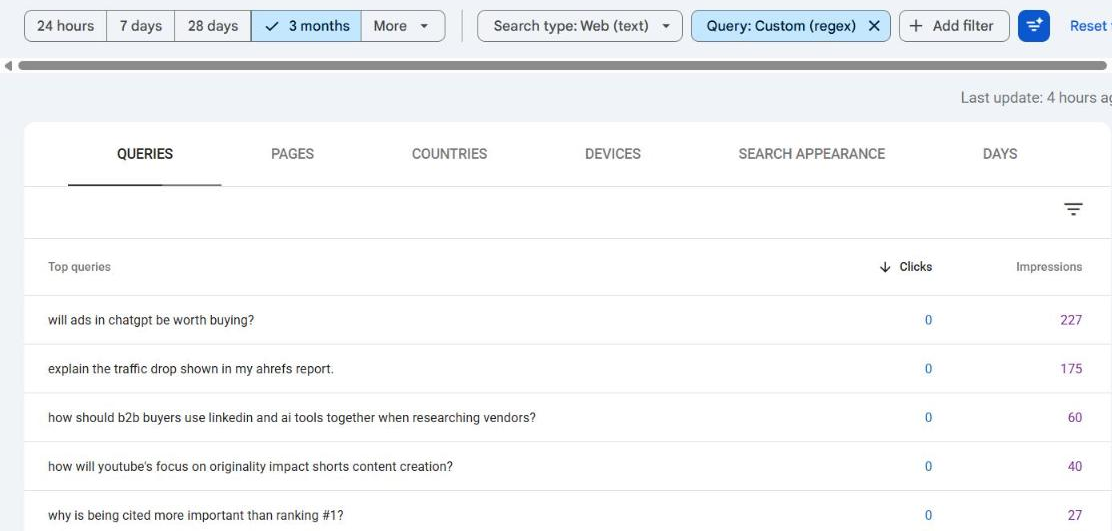 24 hours 7 days 28 days 3 months More Search type: Web (text) Query: Custom (regex) Add filter Reset
Last update: 4 hours
QUERIES PAGES COUNTRIES DEVICES SEARCH APPEARANCE DAYS
Top queries Clicks Impressions
will ads in chatgpt be worth buying? 0 227
explain the traffic drop shown in my ahrefs report. 0 175
how should b2b buyers use linkedin and ai tools together when researching vendors? 0 60
how will youtube's focus on originality impact shorts content creation? 0 40
why is being cited more important than ranking #1? 0 27